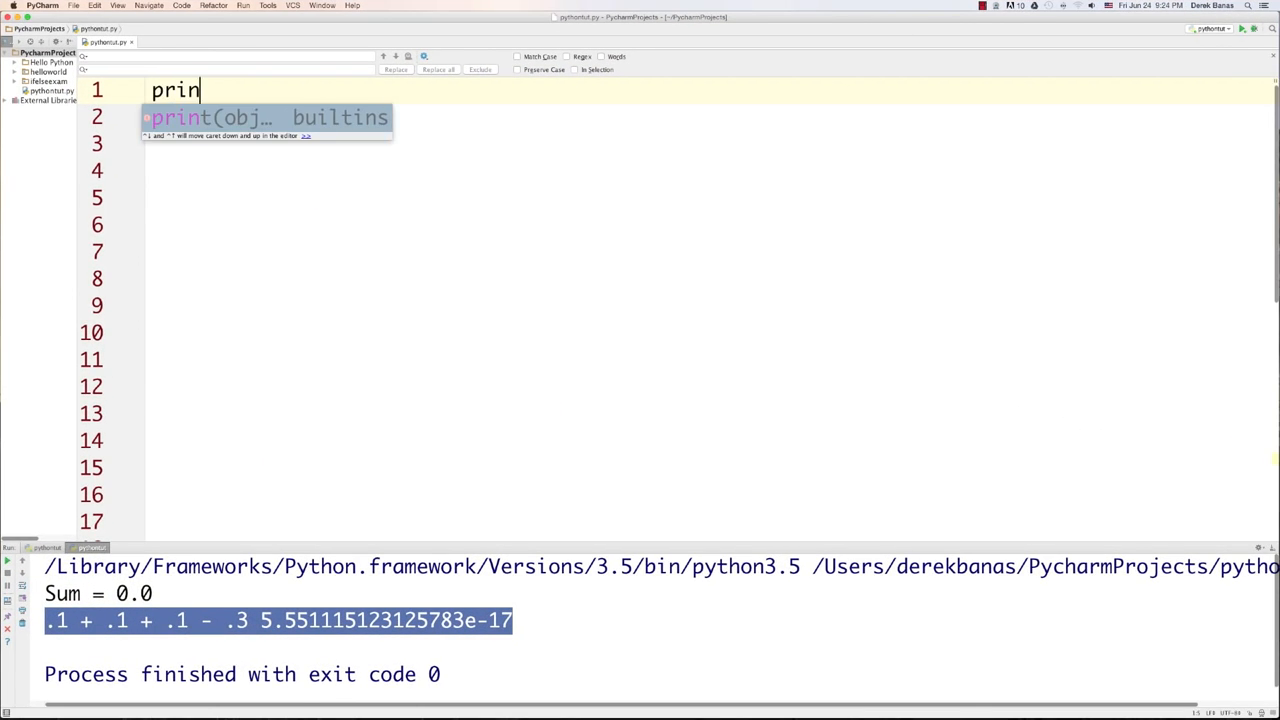 PyCharm File Edit View Navigate Code Refactor Run Tools VCS Window Help
10 Fri Jun 24 9:24 PM Derek Banas
pythontut.py - PycharmProjects - [~/PycharmProjects]
PycharmProjects pythontut.py pythontut
pythontut.py ×
PycharmProject
Hello Python
helloworld
ifelseexam
pythontut.py
External Librarie
Match Case Regex Words
Replace Replace all Exclude Preserve Case In Selection
1 prin
print(obj… builtins
^↓ and ^↑ will move caret down and up in the editor >>
2
3
4
5
6
7
8
9
10
11
12
13
14
15
16
17
Run: pythontut pythontut
/Library/Frameworks/Python.framework/Versions/3.5/bin/python3.5 /Users/derekbanas/PycharmProjects/pytho
Sum = 0.0
.1 + .1 + .1 - .3 5.551115123125783e-17
Process finished with exit code 0
1:5 LF÷ UTF-8÷